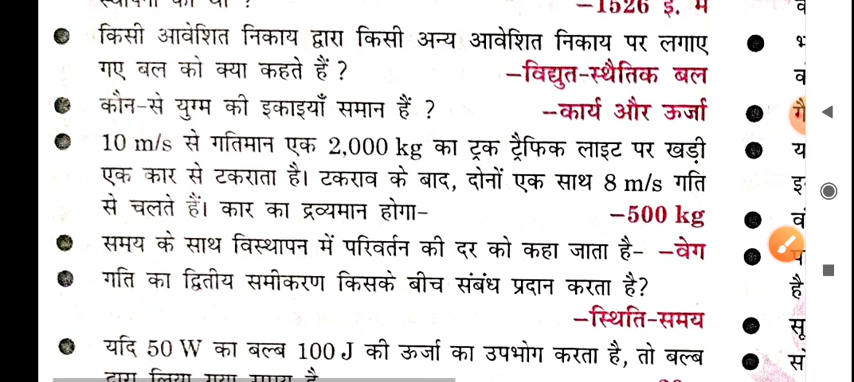 –1526 ई. में
किसी आवेशित निकाय द्वारा किसी अन्य आवेशित निकाय पर लगाए
गए बल को क्या कहते हैं ? –विद्युत-स्थैतिक बल
कौन-से युग्म की इकाइयाँ समान हैं ? –कार्य और ऊर्जा
10 m/s से गतिमान एक 2,000 kg का ट्रक ट्रैफिक लाइट पर खड़ी
एक कार से टकराता है। टकराव के बाद, दोनों एक साथ 8 m/s गति
से चलते हैं। कार का द्रव्यमान होगा– –500 kg
समय के साथ विस्थापन में परिवर्तन की दर को कहा जाता है– –वेग
गति का द्वितीय समीकरण किसके बीच संबंध प्रदान करता है?
–स्थिति-समय
यदि 50 W का बल्ब 100 J की ऊर्जा का उपभोग करता है, तो बल्ब
द्वारा लिया गया समय है